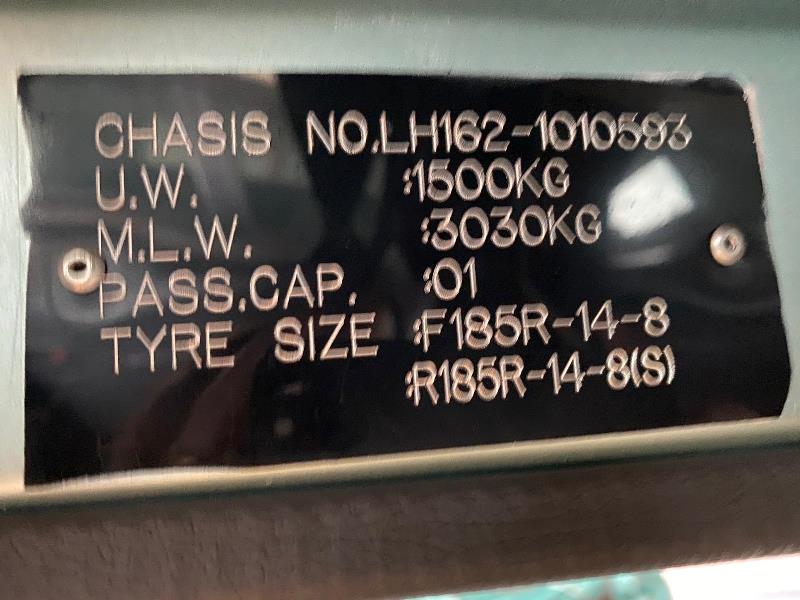 CHASIS NO.LH162-1010593
U.W. :1500KG
M.L.W. :3030KG
PASS.CAP. :01
TYRE SIZE :F185R-14-8
:R185R-14-8(S)